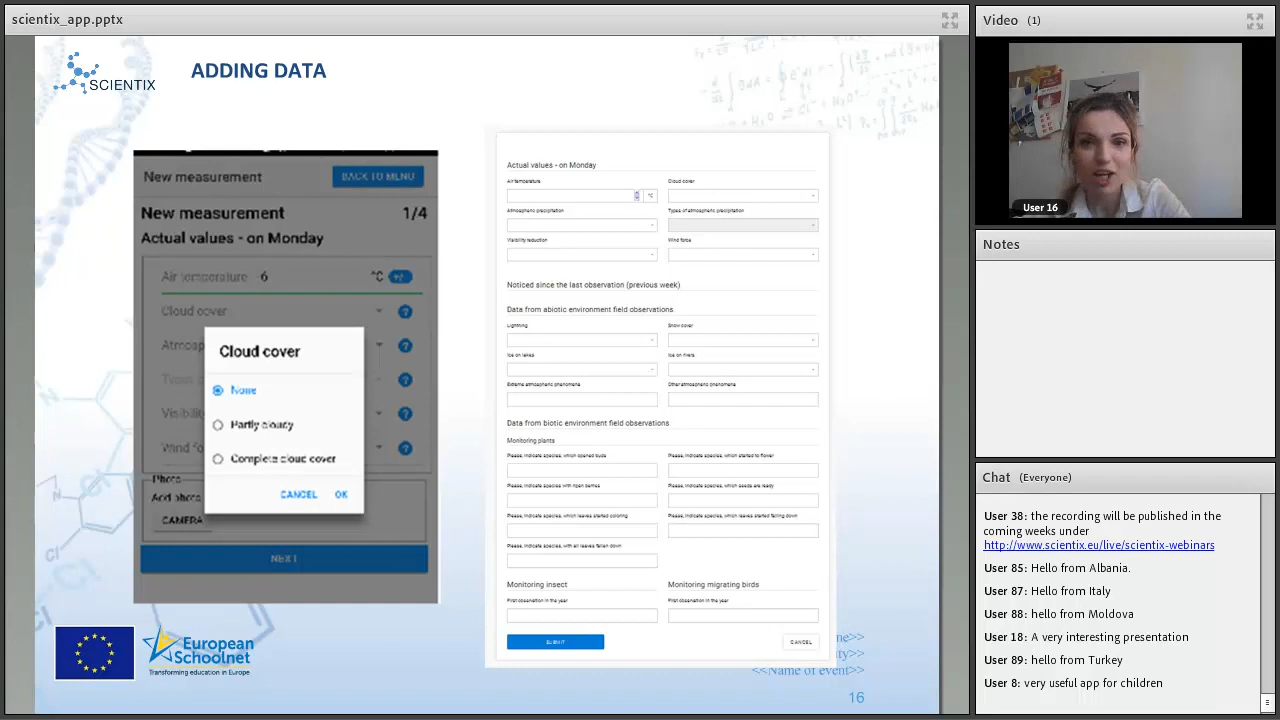 scientix_app.pptx
SCIENTIX
ADDING DATA
New measurement
BACK TO MENU
New measurement 1/4
Actual values - on Monday
Air temperature -6 °C +/-
Cloud cover ?
Atmosp ?
Types ?
Visibili ?
Wind fo ?
Cloud cover
None
Partly cloudy
Complete cloud cover
CANCEL OK
Photo
Add photo
CAMERA
NEXT
Actual values - on Monday
Air temperature Cloud cover
°C
Atmospheric precipitation Types of atmospheric precipitation
Visibility reduction Wind force
Noticed since the last observation (previous week)
Data from abiotic environment field observations
Lightning Snow cover
Ice on lakes Ice on rivers
Extreme atmospheric phenomena Other atmospheric phenomena
Data from biotic environment field observations
Monitoring plants
Please, indicate species, which opened buds Please, indicate species, which started to flower
Please, indicate species with ripen berries Please, indicate species, which seeds are ready
Please, indicate species, which leaves started coloring Please, indicate species, which leaves started falling down
Please, indicate species, with all leaves fallen down
Monitoring insect Monitoring migrating birds
First observation in the year First observation in the year
SUBMIT CANCEL
European
Schoolnet
Transforming education in Europe
ne>>
ity>>
<<Name of event>>
16
Video (1)
User 16
Notes
Chat (Everyone)
User 38: the recording will be published in the
coming weeks under
http://www.scientix.eu/live/scientix-webinars
User 85: Hello from Albania.
User 87: Hello from Italy
User 88: hello from Moldova
User 18: A very interesting presentation
User 89: hello from Turkey
User 8: very useful app for children